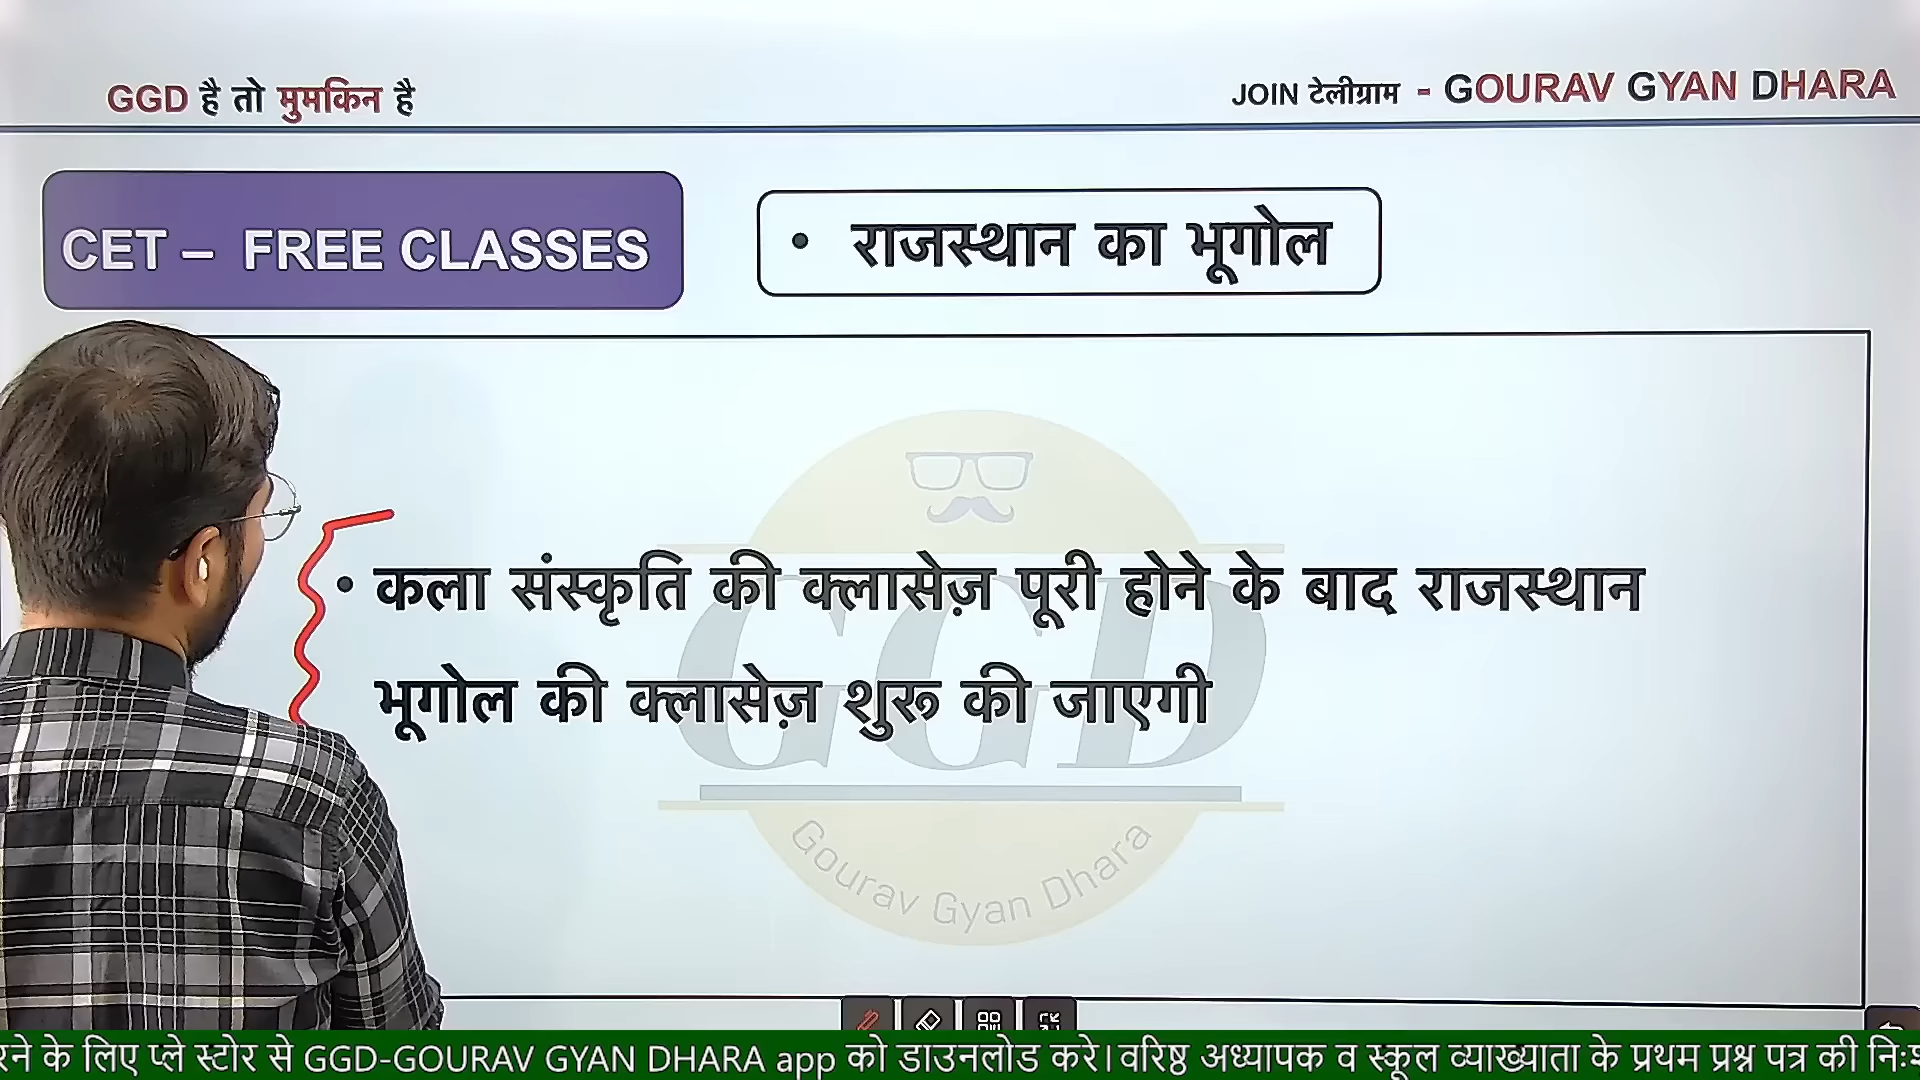 GGD है तो मुमकिन है
JOIN टेलीग्राम - GOURAV GYAN DHARA
CET – FREE CLASSES
• राजस्थान का भूगोल
• कला संस्कृति की क्लासेज़ पूरी होने के बाद राजस्थान
भूगोल की क्लासेज़ शुरू की जाएगी
GGD
Gourav Gyan Dhara
के लिए प्ले स्टोर से GGD-GOURAV GYAN DHARA app को डाउनलोड करे। वरिष्ठ अध्यापक व स्कूल व्याख्याता के प्रथम प्रश्न पत्र की